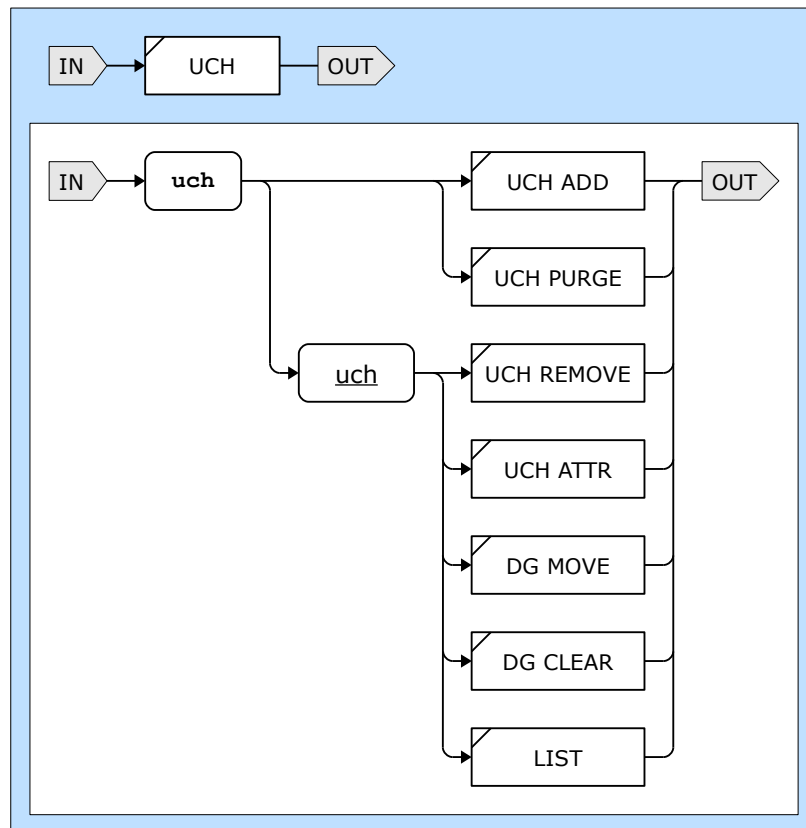 IN UCH OUT
IN uch UCH ADD OUT
UCH PURGE
uch UCH REMOVE
UCH ATTR
DG MOVE
DG CLEAR
LIST